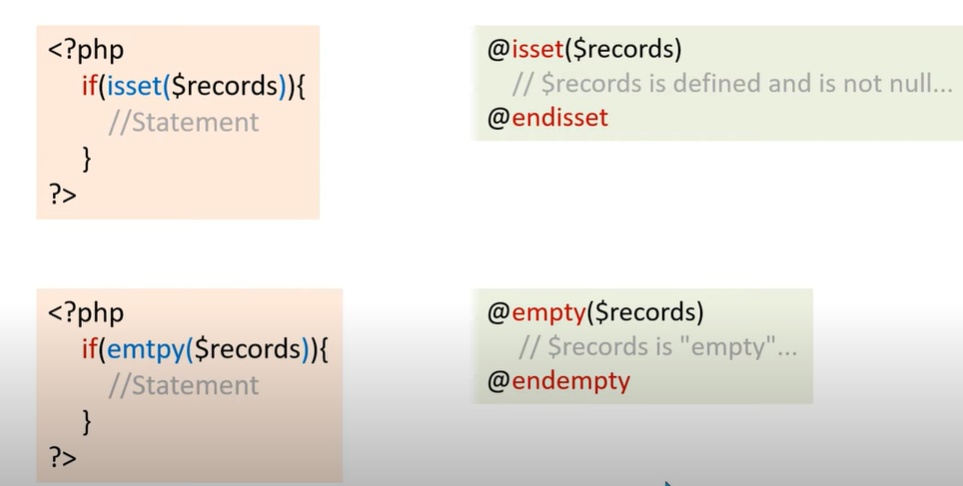 <?php
if(isset($records)){
//Statement
}
?>
@isset($records)
// $records is defined and is not null...
@endisset
<?php
if(emtpy($records)){
//Statement
}
?>
@empty($records)
// $records is "empty"...
@endempty